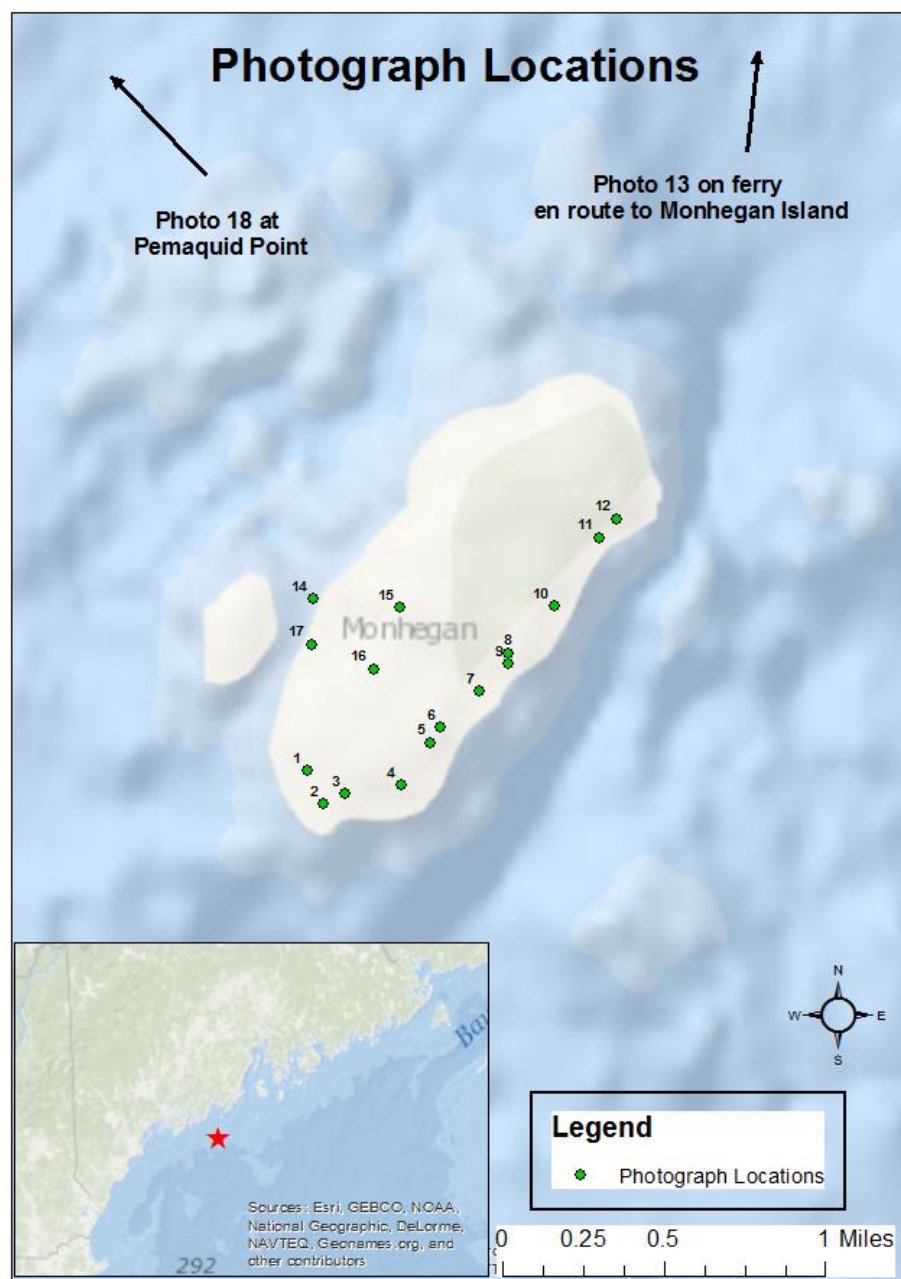 Photograph Locations
Photo 18 at
Pemaquid Point
Photo 13 on ferry
en route to Monhegan Island
12
11
14
15
10
Monhegan
17
8
9
16
7
6
5
1
4
3
2
N
W
E
S
Legend
Photograph Locations
Sources: Esri, GEBCO, NOAA,
National Geographic, DeLorme,
NAVTEQ, Geonames.org, and
other contributors
292
0 0.25 0.5 1 Miles